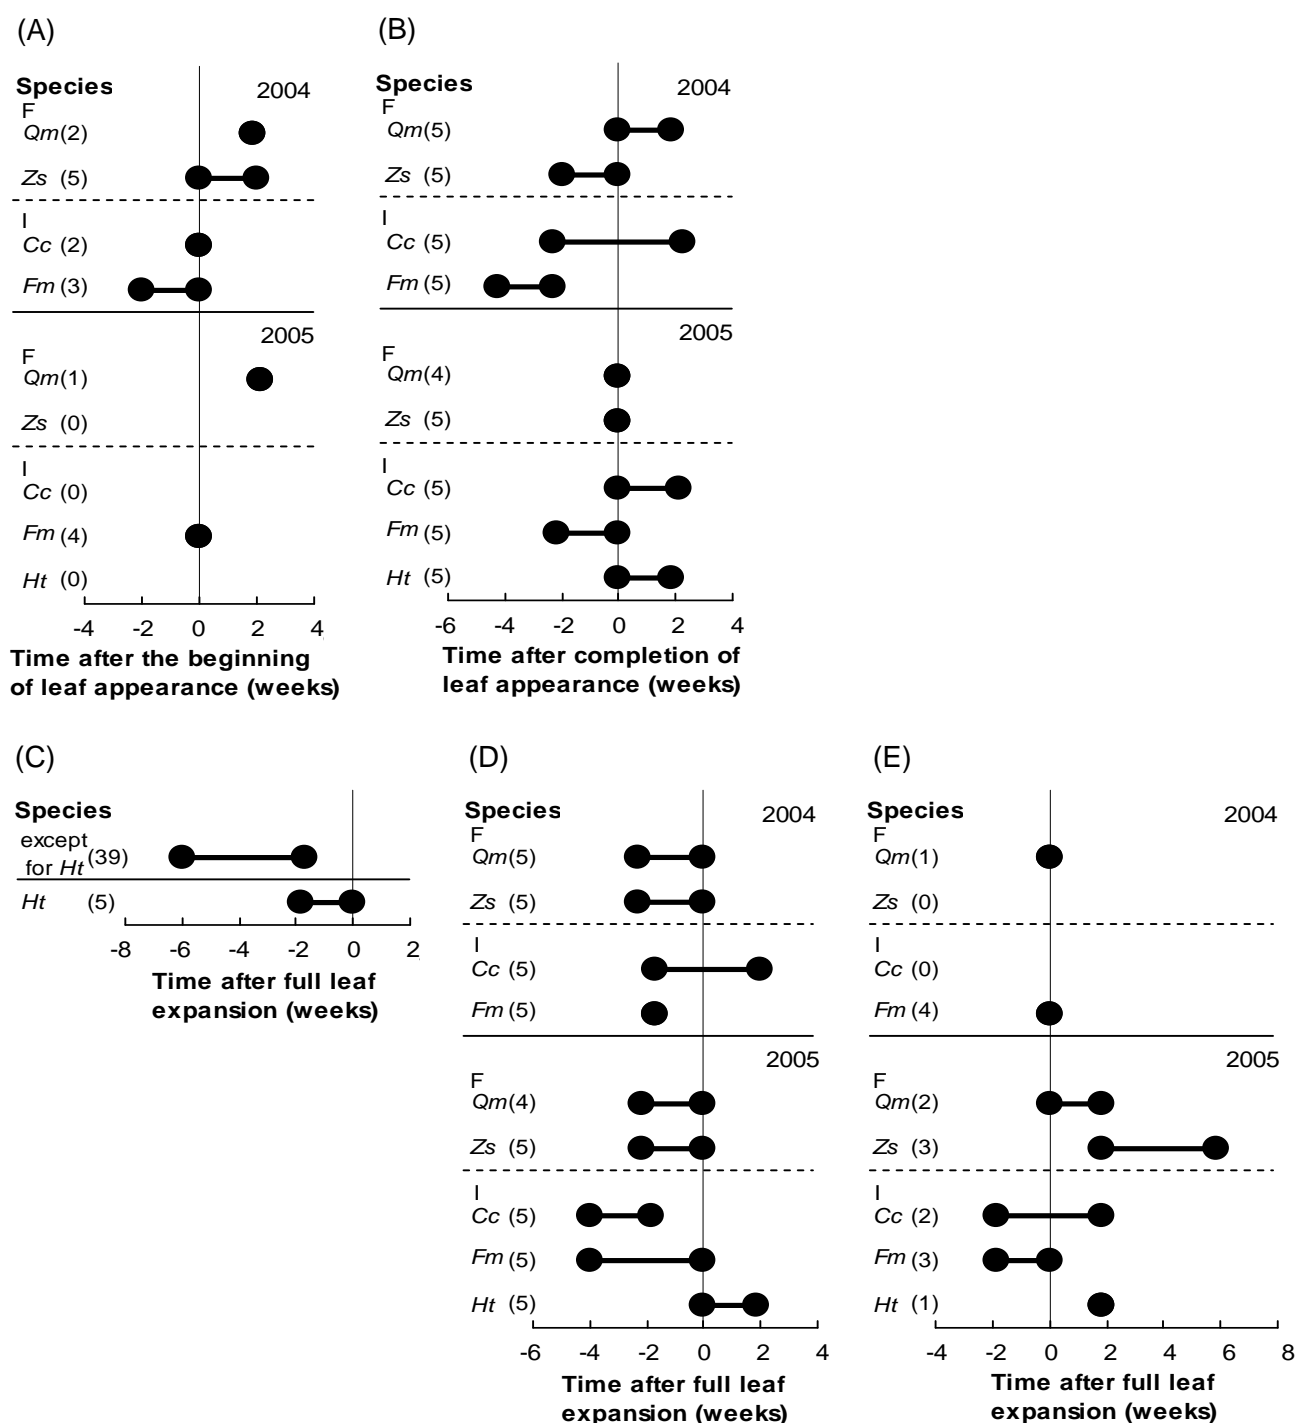 (A)
Species
2004
F
Qm(2)
Zs (5)
I
Cc (2)
Fm (3)
2005
F
Qm(1)
Zs (0)
I
Cc (0)
Fm (4)
Ht (0)
-4 -2 0 2 4
Time after the beginning
of leaf appearance (weeks)
(B)
Species
2004
F
Qm(5)
Zs (5)
I
Cc (5)
Fm (5)
2005
F
Qm(4)
Zs (5)
I
Cc (5)
Fm (5)
Ht (5)
-6 -4 -2 0 2 4
Time after completion of
leaf appearance (weeks)
(C)
Species
except
for Ht (39)
Ht (5)
-8 -6 -4 -2 0 2
Time after full leaf
expansion (weeks)
(D)
Species
2004
F
Qm(5)
Zs (5)
I
Cc (5)
Fm (5)
2005
F
Qm(4)
Zs (5)
I
Cc (5)
Fm (5)
Ht (5)
-6 -4 -2 0 2 4
Time after full leaf
expansion (weeks)
(E)
Species
2004
F
Qm(1)
Zs (0)
I
Cc (0)
Fm (4)
2005
F
Qm(2)
Zs (3)
I
Cc (2)
Fm (3)
Ht (1)
-4 -2 0 2 4 6 8
Time after full leaf
expansion (weeks)